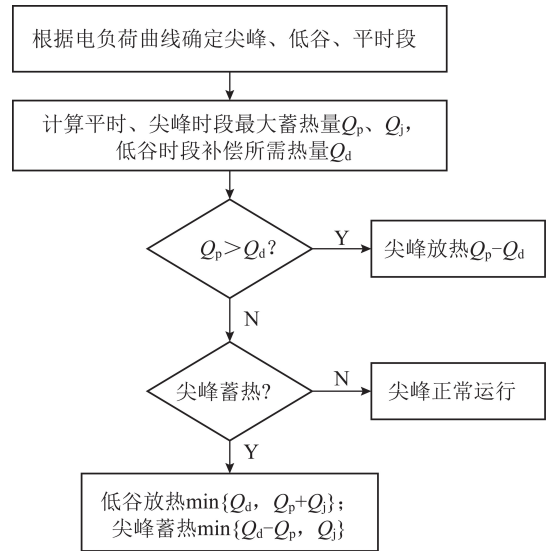 根据电负荷曲线确定尖峰、低谷、平时段
计算平时、尖峰时段最大蓄热量Qp、Qj，
低谷时段补偿所需热量Qd
Qp＞Qd？
Y
尖峰放热Qp-Qd
N
尖峰蓄热？
N
尖峰正常运行
Y
低谷放热min{Qd，Qp+Qj}；
尖峰蓄热min{Qd-Qp，Qj}